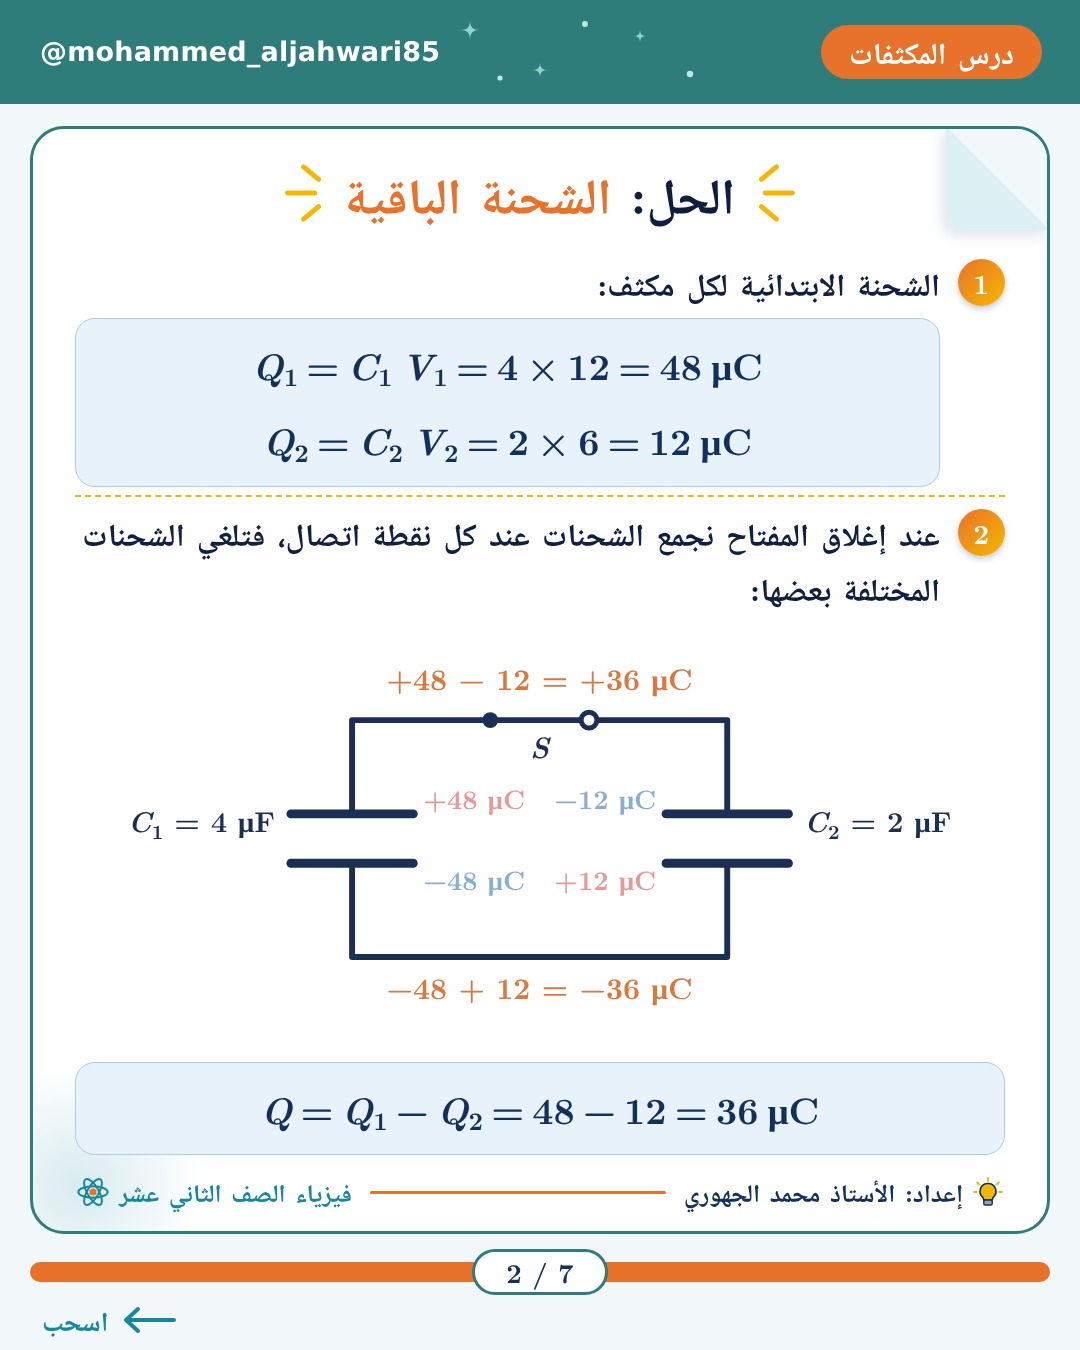 @mohammed_aljahwari85
درس المكثفات
الحل: الشحنة الباقية
1 الشحنة الابتدائية لكل مكثف:
Q₁ = C₁ V₁ = 4 × 12 = 48 µC
Q₂ = C₂ V₂ = 2 × 6 = 12 µC
2 عند إغلاق المفتاح نجمع الشحنات عند كل نقطة اتصال، فتلغي الشحنات
المختلفة بعضها:
+48 − 12 = +36 µC
S
+48 µC −12 µC
C₁ = 4 µF
C₂ = 2 µF
−48 µC +12 µC
−48 + 12 = −36 µC
Q = Q₁ − Q₂ = 48 − 12 = 36 µC
إعداد: الأستاذ محمد الجهوري
فيزياء الصف الثاني عشر
2 / 7
اسحب